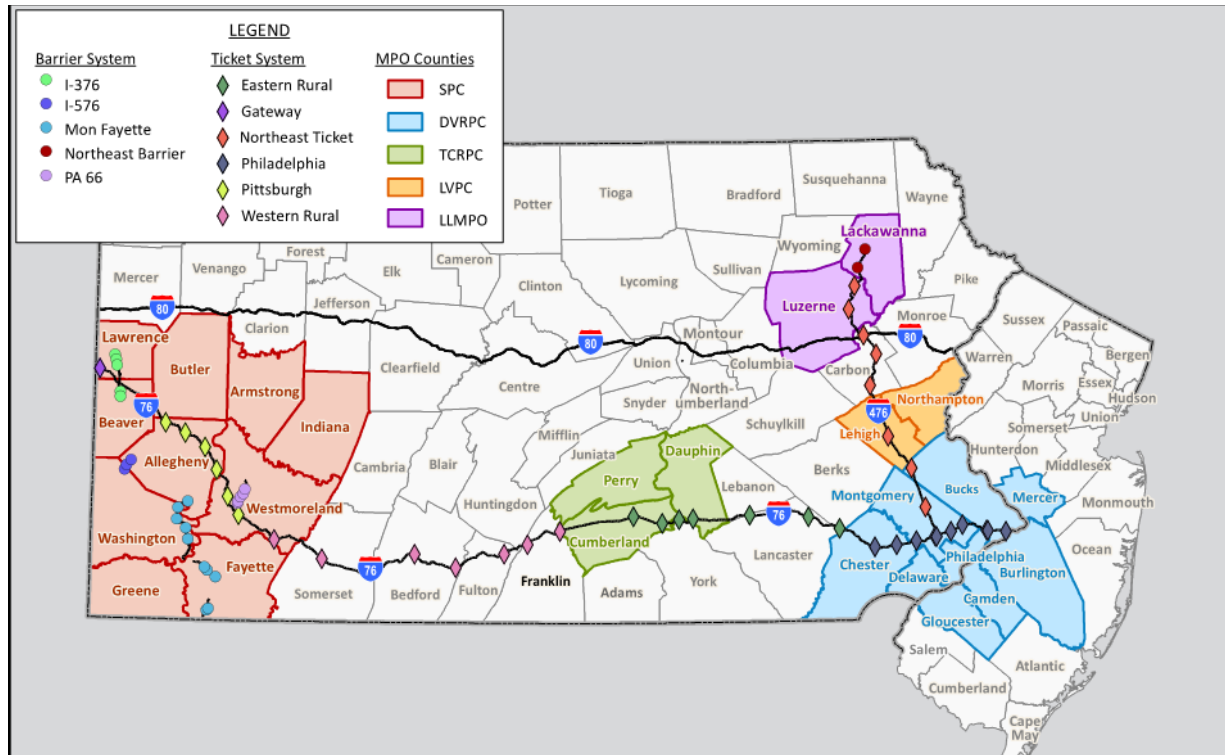 LEGEND
Barrier System
I-376
I-576
Mon Fayette
Northeast Barrier
PA 66
Ticket System
Eastern Rural
Gateway
Northeast Ticket
Philadelphia
Pittsburgh
Western Rural
MPO Counties
SPC
DVRPC
TCRPC
LVPC
LLMPO
Susquehanna
Wayne
Tioga
Bradford
Potter
Lackawanna
Wyoming
Forest
Cameron
Elk
Venango
Mercer
Sullivan
Lycoming
Clinton
Pike
Jefferson
Luzerne
80
Monroe
Sussex
Passaic
Clarion
Lawrence
Montour
80
80
Bergen
Warren
Butler
Clearfield
Union
Columbia
Carbon
Essex
Morris
Centre
Armstrong
North-
umberland
Hudson
Northampton
Snyder
76
476
Union
Beaver
Indiana
Schuylkill
Somerset
Lehigh
Mifflin
Hunterdon
Juniata
Dauphin
Allegheny
Middlesex
Cambria
Blair
Berks
Perry
Lebanon
Bucks
Montgomery
Mercer
Huntingdon
Monmouth
Westmoreland
76
Washington
Cumberland
Lancaster
Ocean
Philadelphia
Chester
Fayette
76
Delaware
Burlington
Greene
Somerset
Bedford
Fulton
Franklin
Adams
York
Camden
Gloucester
Salem
Atlantic
Cumberland
Cape
May